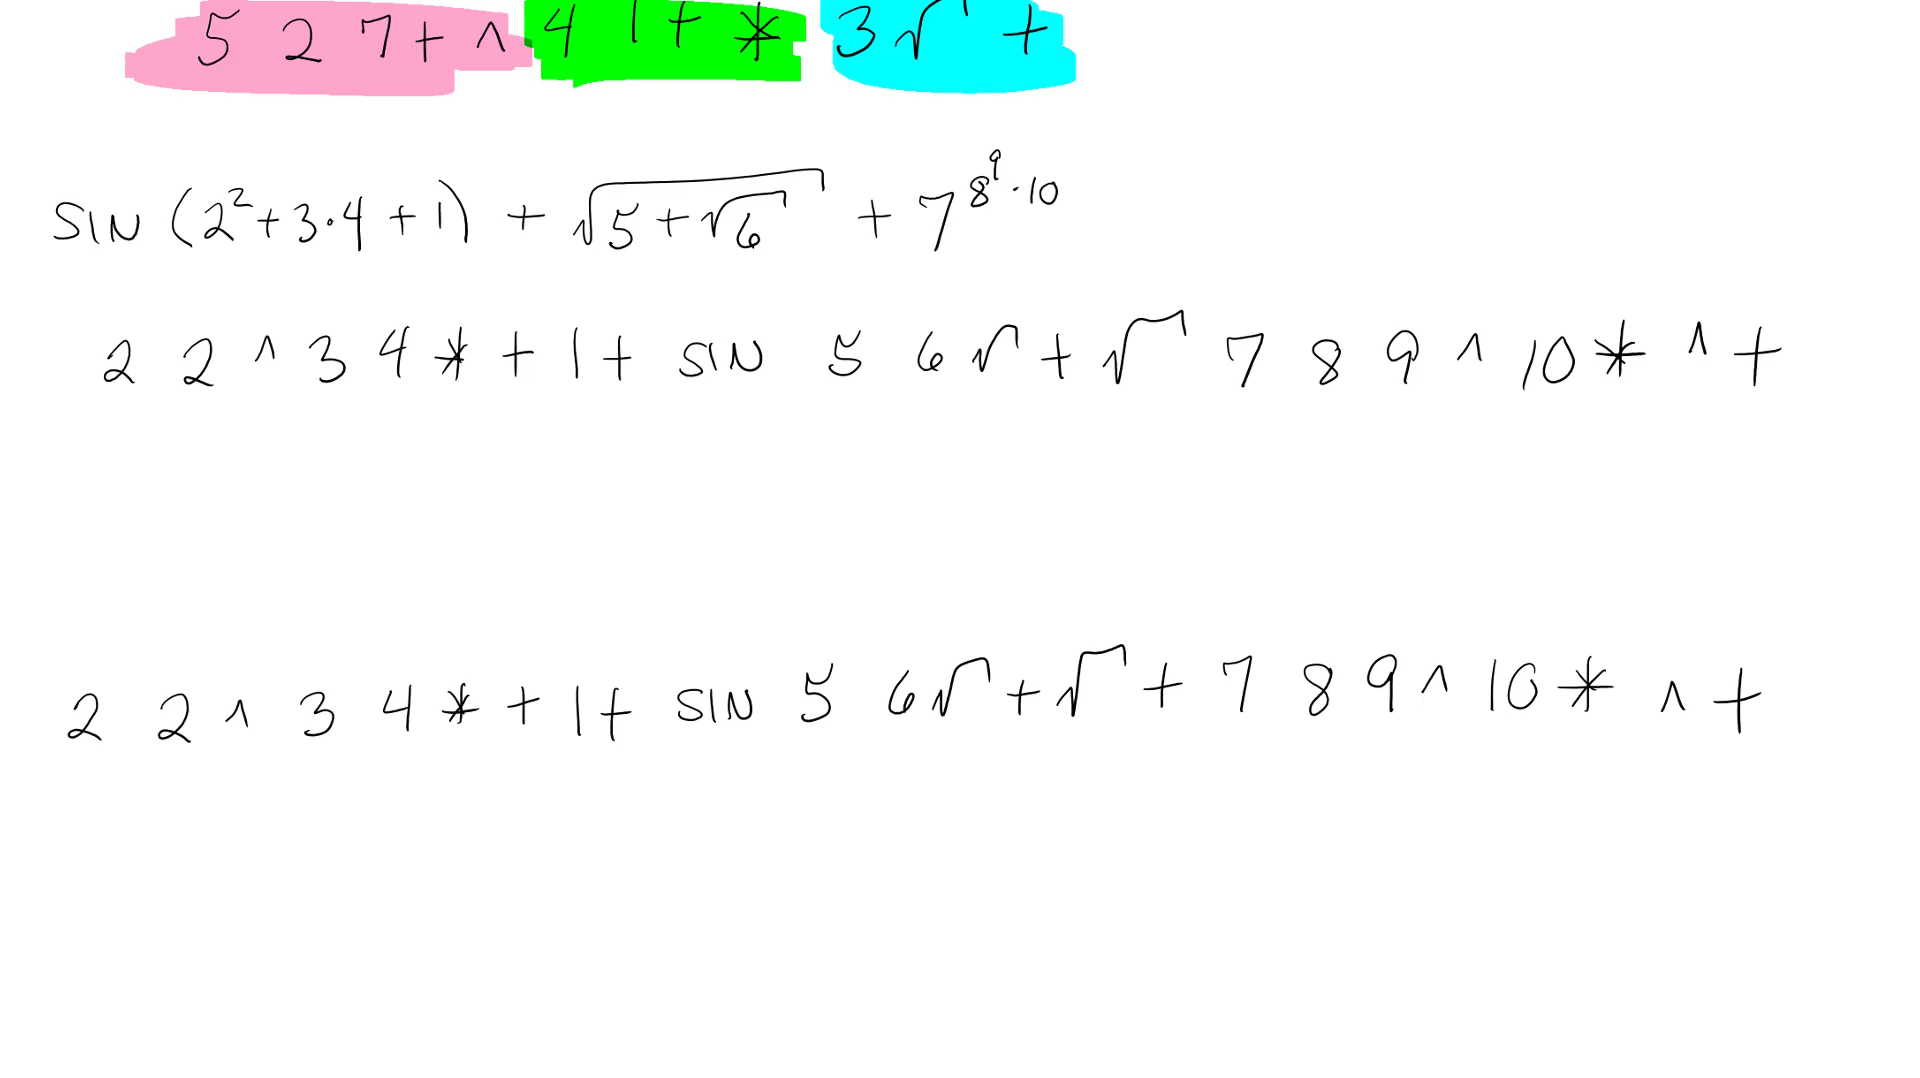 5 2 7 + ^ 4 1 + * 3 √ +
SIN (2² + 3·4 + 1) + √(5 + √6) + 7^(8^9 · 10)
2 2 ^ 3 4 * + 1 + SIN 5 6 √ + √ 7 8 9 ^ 10 * ^ +
2 2 ^ 3 4 * + 1 + SIN 5 6 √ + √ + 7 8 9 ^ 10 * ^ +